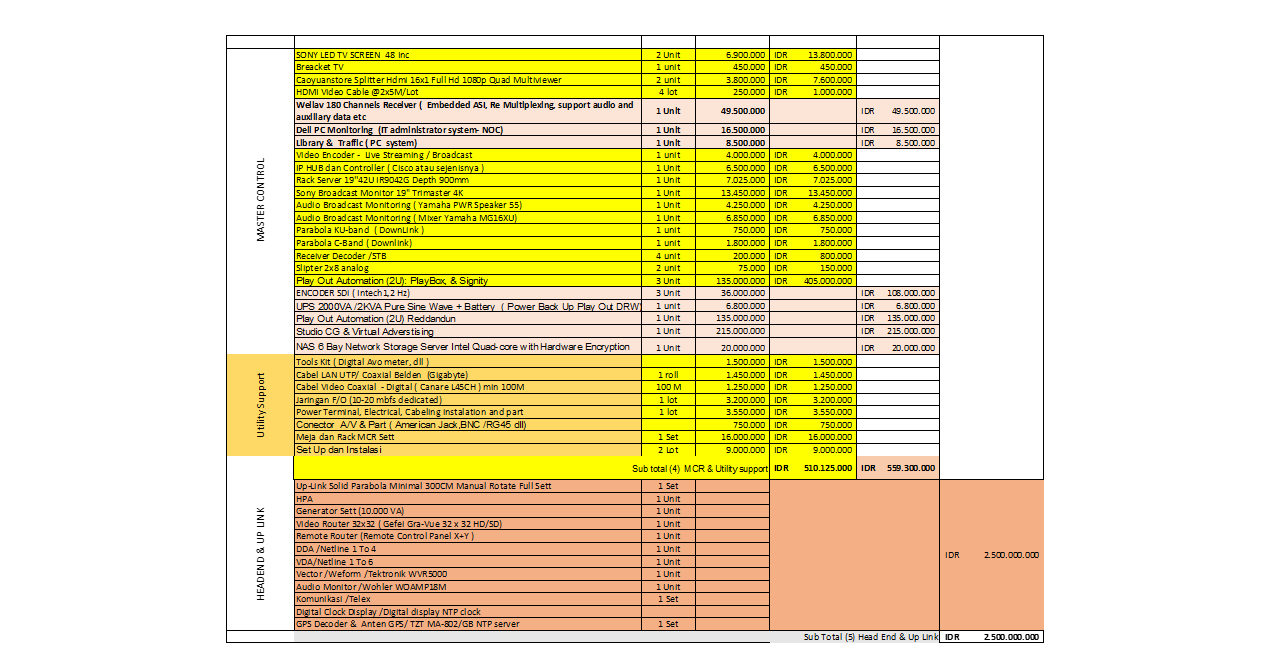 SONY LED TV SCREEN 48 Inc 2 Unit 6.900.000 IDR 13.800.000
Breacket TV 1 unit 450.000 IDR 450.000
Caoyuanstore Splitter Hdmi 16x1 Full Hd 1080p Quad Multiviewer 2 unit 3.800.000 IDR 7.600.000
HDMI Video Cable @2x5M/Lot 4 lot 250.000 IDR 1.000.000
Wellav 180 Channels Receiver ( Embedded ASI, Re Multiplexing, support audio and
auxiliary data etc 1 Unit 49.500.000 IDR 49.500.000
Dell PC Monitoring (IT administrator system- NOC) 1 Unit 16.500.000 IDR 16.500.000
Library & Traffic ( PC system) 1 Unit 8.500.000 IDR 8.500.000
MASTER CONTROL
Video Encoder - Live Streaming / Broadcast 1 unit 4.000.000 IDR 4.000.000
IP HUB dan Controller ( Cisco atau sejenisnya ) 1 unit 6.500.000 IDR 6.500.000
Rack Server 19"42U IR9042G Depth 900mm 1 unit 7.025.000 IDR 7.025.000
Sony Broadcast Monitor 19" Trimaster 4K 1 Unit 13.450.000 IDR 13.450.000
Audio Broadcast Monitoring ( Yamaha PWR Speaker 55) 1 Unit 4.250.000 IDR 4.250.000
Audio Broadcast Monitoring ( Mixer Yamaha MG16XU) 1 Unit 6.850.000 IDR 6.850.000
Parabola KU-band ( DownLink ) 1 unit 750.000 IDR 750.000
Parabola C-Band ( Downlink) 1 unit 1.800.000 IDR 1.800.000
Receiver Decoder /STB 4 unit 200.000 IDR 800.000
Slipter 2x8 analog 2 unit 75.000 IDR 150.000
Play Out Automation (2U): PlayBox, & Signity 3 Unit 135.000.000 IDR 405.000.000
ENCODER SDI ( Intech1,2 Hz) 3 Unit 36.000.000 IDR 108.000.000
UPS 2000VA /2KVA Pure Sine Wave + Battery ( Power Back Up Play Out DRW) 1 unit 6.800.000 IDR 6.800.000
Play Out Automation (2U) Reddandun 1 Unit 135.000.000 IDR 135.000.000
Studio CG & Virtual Adverstising 1 Unit 215.000.000 IDR 215.000.000
NAS 6 Bay Network Storage Server Intel Quad-core with Hardware Encryption 1 Unit 20.000.000 IDR 20.000.000
Utility Support
Tools Kit ( Digital Avo meter, dll ) 1.500.000 IDR 1.500.000
Cabel LAN UTP/ Coaxial Belden (Gigabyte) 1 roll 1.450.000 IDR 1.450.000
Cabel Video Coaxial - Digital ( Canare L45CH ) min 100M 100 M 1.250.000 IDR 1.250.000
Jaringan F/O (10-20 mbfs dedicated) 1 lot 3.200.000 IDR 3.200.000
Power Terminal, Electrical, Cabeling instalation and part 1 lot 3.550.000 IDR 3.550.000
Conector A/V & Part ( American Jack,BNC /RG45 dll) 750.000 IDR 750.000
Meja dan Rack MCR Sett 1 Set 16.000.000 IDR 16.000.000
Set Up dan Instalasi 2 Lot 9.000.000 IDR 9.000.000
Sub total (4) MCR & Utility support IDR 510.125.000 IDR 559.300.000
HEADEND & UP LINK
Up-Link Solid Parabola Minimal 300CM Manual Rotate Full Sett 1 Set
HPA 1 Unit
Generator Sett (10.000 VA) 1 Unit
Video Router 32x32 ( Gefei Gra-Vue 32 x 32 HD/SD) 1 Unit
Remote Router (Remote Control Panel X+Y ) 1 Unit
DDA /Netline 1 To 4 1 Unit
IDR 2.500.000.000
VDA/Netline 1 To 6 1 Unit
Vector /Weform /Tektronik WVR5000 1 Unit
Audio Monitor /Wohler WOAMP18M 1 Unit
Komunikasi /Telex 1 Set
Digital Clock Display /Digital display NTP clock
GPS Decoder & Anten GPS/ TZT MA-802/GB NTP server 1 Set
Sub Total (5) Head End & Up Link IDR 2.500.000.000